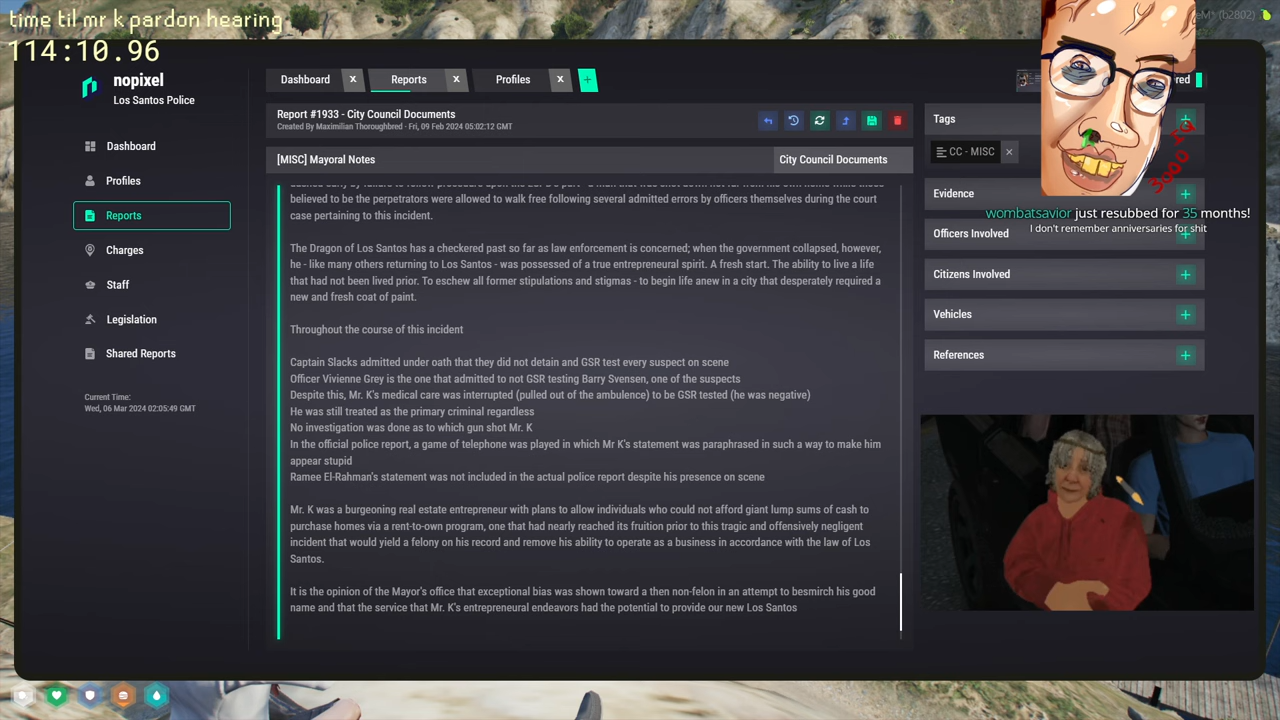 time til mr k pardon hearing
114:10.96
eM* (b2802)
nopixel
Los Santos Police
Dashboard
Profiles
Reports
Charges
Staff
Legislation
Shared Reports
Current Time:
Wed, 06 Mar 2024 02:05:49 GMT
Dashboard x Reports x Profiles x +
Report #1933 - City Council Documents
Created By Maximilian Thoroughbred · Fri, 09 Feb 2024 05:02:12 GMT
[MISC] Mayoral Notes
City Council Documents
believed to be the perpetrators were allowed to walk free following several admitted errors by officers themselves during the court
case pertaining to this incident.
The Dragon of Los Santos has a checkered past so far as law enforcement is concerned; when the government collapsed, however,
he - like many others returning to Los Santos - was possessed of a true entrepreneurial spirit. A fresh start. The ability to live a life
that had not been lived prior. To eschew all former stipulations and stigmas - to begin life anew in a city that desperately required a
new and fresh coat of paint.
Throughout the course of this incident
Captain Slacks admitted under oath that they did not detain and GSR test every suspect on scene
Officer Vivienne Grey is the one that admitted to not GSR testing Barry Svensen, one of the suspects
Despite this, Mr. K's medical care was interrupted (pulled out of the ambulence) to be GSR tested (he was negative)
He was still treated as the primary criminal regardless
No investigation was done as to which gun shot Mr. K
In the official police report, a game of telephone was played in which Mr K's statement was paraphrased in such a way to make him
appear stupid
Ramee El-Rahman's statement was not included in the actual police report despite his presence on scene
Mr. K was a burgeoning real estate entrepreneur with plans to allow individuals who could not afford giant lump sums of cash to
purchase homes via a rent-to-own program, one that had nearly reached its fruition prior to this tragic and offensively negligent
incident that would yield a felony on his record and remove his ability to operate as a business in accordance with the law of Los
Santos.
It is the opinion of the Mayor's office that exceptional bias was shown toward a then non-felon in an attempt to besmirch his good
name and that the service that Mr. K's entrepreneurial endeavors had the potential to provide our new Los Santos
red
Tags
CC - MISC x
Evidence
Officers Involved
Citizens Involved
Vehicles
References
3000 IQ
wombatsavior just resubbed for 35 months!
I don't remember anniversaries for shit